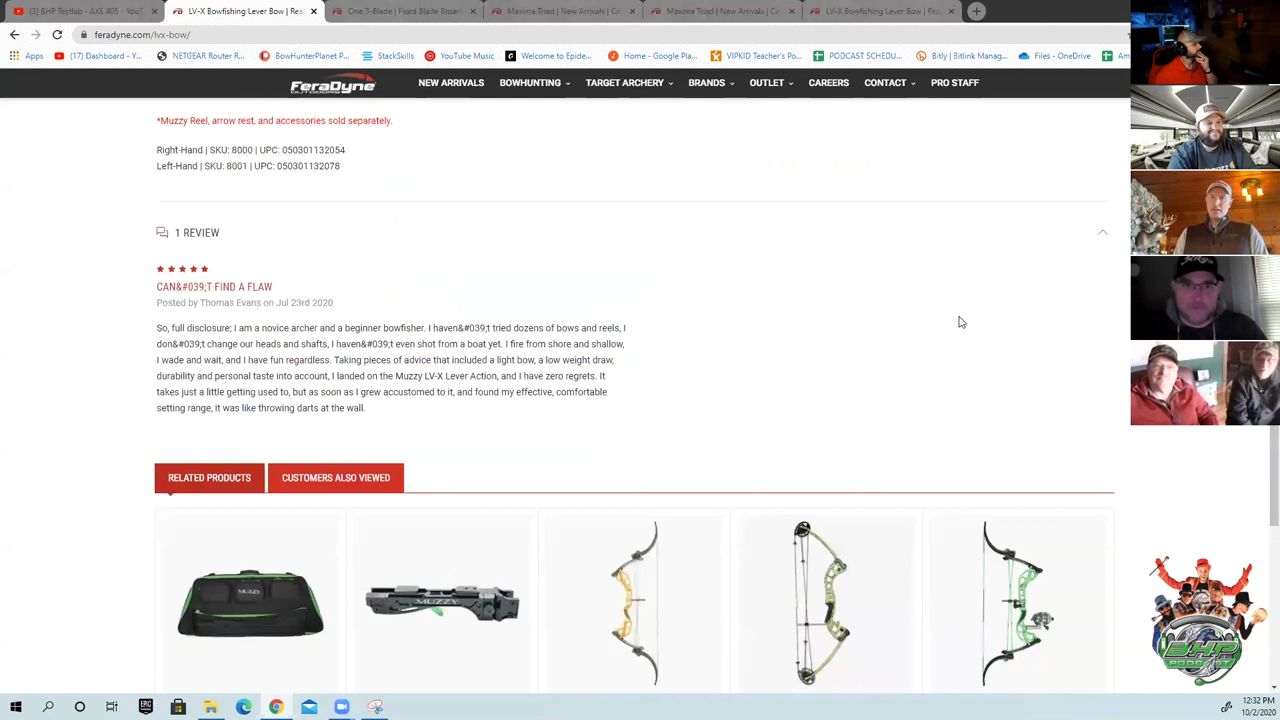 (17) BHP Testlab - AXE 405 -
LV-X Bowfishing Lever Bow | Rea
One 3-Blade Fixed Blade Broad
Maxima Triad | New Arrivals | C
Maxima Triad | New Arrivals | C
LV-X Bowfishing Lever Bow | Re
feradyne.com/lvx-bow/
Apps
(17) Dashboard - Y...
NETGEAR Router R...
BowHunterPlanet P...
StackSkills
YouTube Music
Welcome to Epide...
Home - Google Pla...
VIPKID Teacher's Po...
PODCAST SCHEDU...
Bitly | Bitlink Manag...
Files - OneDrive
FeraDyne
OUTDOORS
NEW ARRIVALS
BOWHUNTING
TARGET ARCHERY
BRANDS
OUTLET
CAREERS
CONTACT
PRO STAFF
*Muzzy Reel, arrow rest, and accessories sold separately.
Right-Hand | SKU: 8000 | UPC: 050301132054
Left-Hand | SKU: 8001 | UPC: 050301132078
1 REVIEW
CAN&#039;T FIND A FLAW
Posted by Thomas Evans on Jul 23rd 2020
So, full disclosure; I am a novice archer and a beginner bowfisher. I haven&#039;t tried dozens of bows and reels, I
don&#039;t change our heads and shafts, I haven&#039;t even shot from a boat yet. I fire from shore and shallow,
I wade and wait, and I have fun regardless. Taking pieces of advice that included a light bow, a low weight draw,
durability and personal taste into account, I landed on the Muzzy LV-X Lever Action, and I have zero regrets. It
takes just a little getting used to, but as soon as I grew accustomed to it, and found my effective, comfortable
setting range, it was like throwing darts at the wall.
RELATED PRODUCTS
CUSTOMERS ALSO VIEWED
MUZZY
MUZZY
BHP
PODCAST
EPIC
12:32 PM
10/2/2020